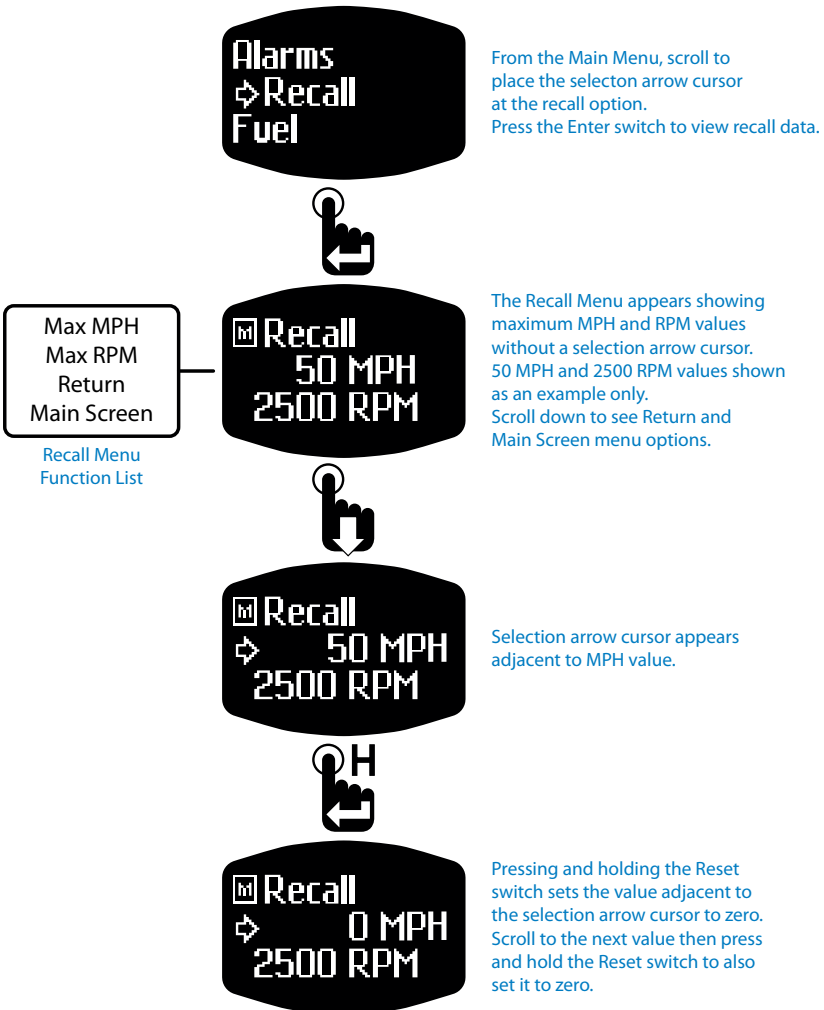 Alarms
Recall
Fuel
From the Main Menu, scroll to
place the selecton arrow cursor
at the recall option.
Press the Enter switch to view recall data.
Max MPH
Max RPM
Return
Main Screen
Recall Menu
Function List
M Recall
50 MPH
2500 RPM
The Recall Menu appears showing
maximum MPH and RPM values
without a selection arrow cursor.
50 MPH and 2500 RPM values shown
as an example only.
Scroll down to see Return and
Main Screen menu options.
M Recall
50 MPH
2500 RPM
Selection arrow cursor appears
adjacent to MPH value.
H
M Recall
0 MPH
2500 RPM
Pressing and holding the Reset
switch sets the value adjacent to
the selection arrow cursor to zero.
Scroll to the next value then press
and hold the Reset switch to also
set it to zero.